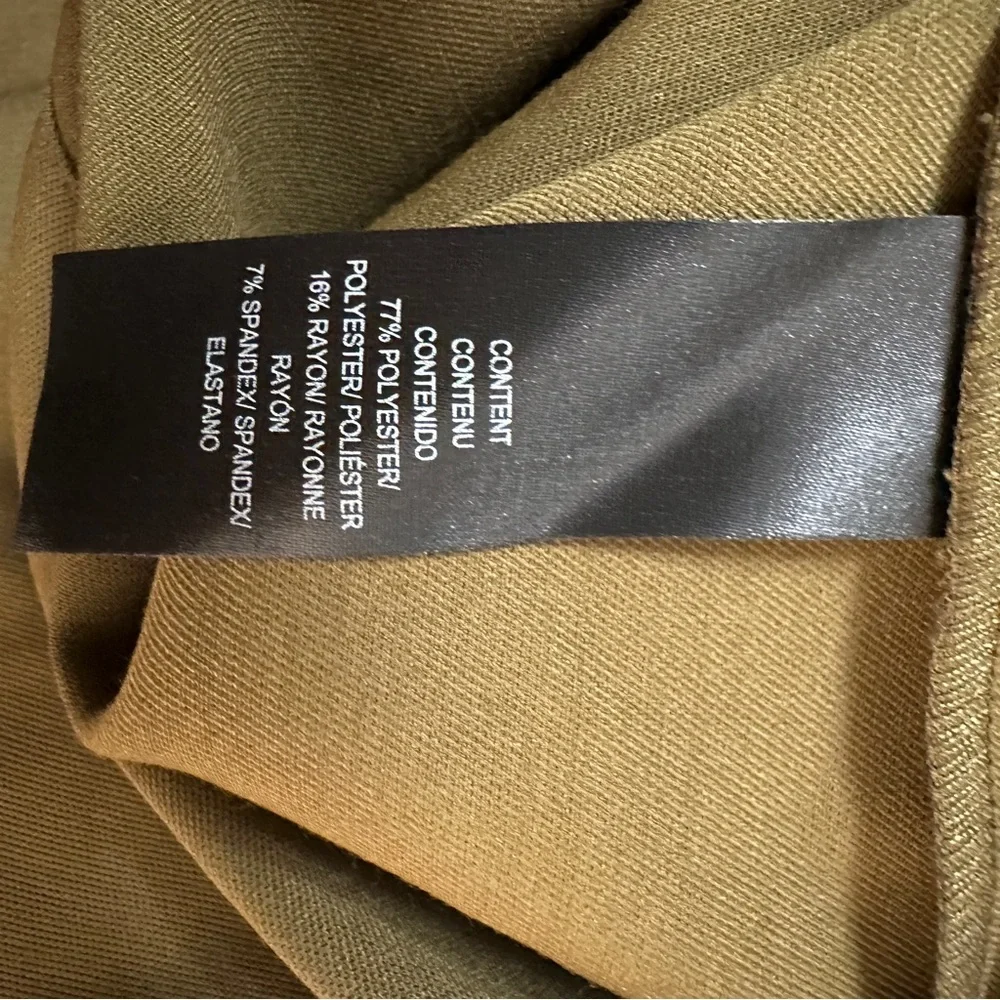 CONTENT
CONTENU
CONTENIDO
77% POLYESTER/
POLYESTER/ POLIÉSTER
16% RAYON/ RAYONNE
RAYÓN
7% SPANDEX/ SPANDEX/
ELASTANO